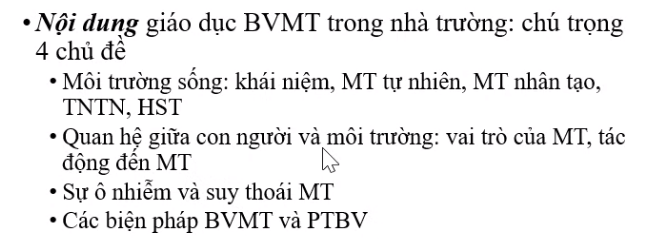 • Nội dung giáo dục BVMT trong nhà trường: chú trọng
4 chủ đề
• Môi trường sống: khái niệm, MT tự nhiên, MT nhân tạo,
TNTN, HST
• Quan hệ giữa con người và môi trường: vai trò của MT, tác
động đến MT
• Sự ô nhiễm và suy thoái MT
• Các biện pháp BVMT và PTBV